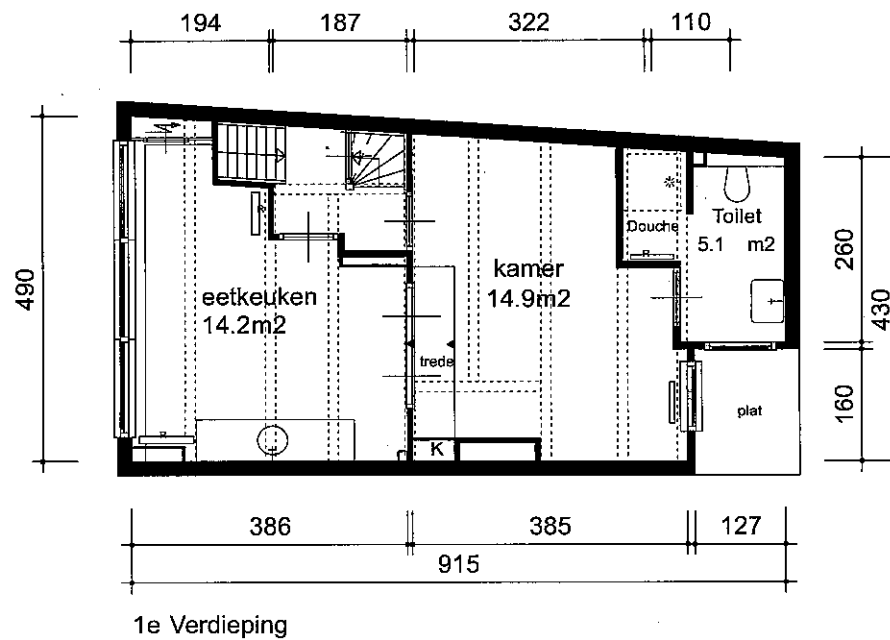 194 187 322 110
490
eetkeuken
14.2m2
kamer
14.9m2
Douche
Toilet
5.1 m2
260
430
trede
plat
160
K
386 385 127
915
1e Verdieping